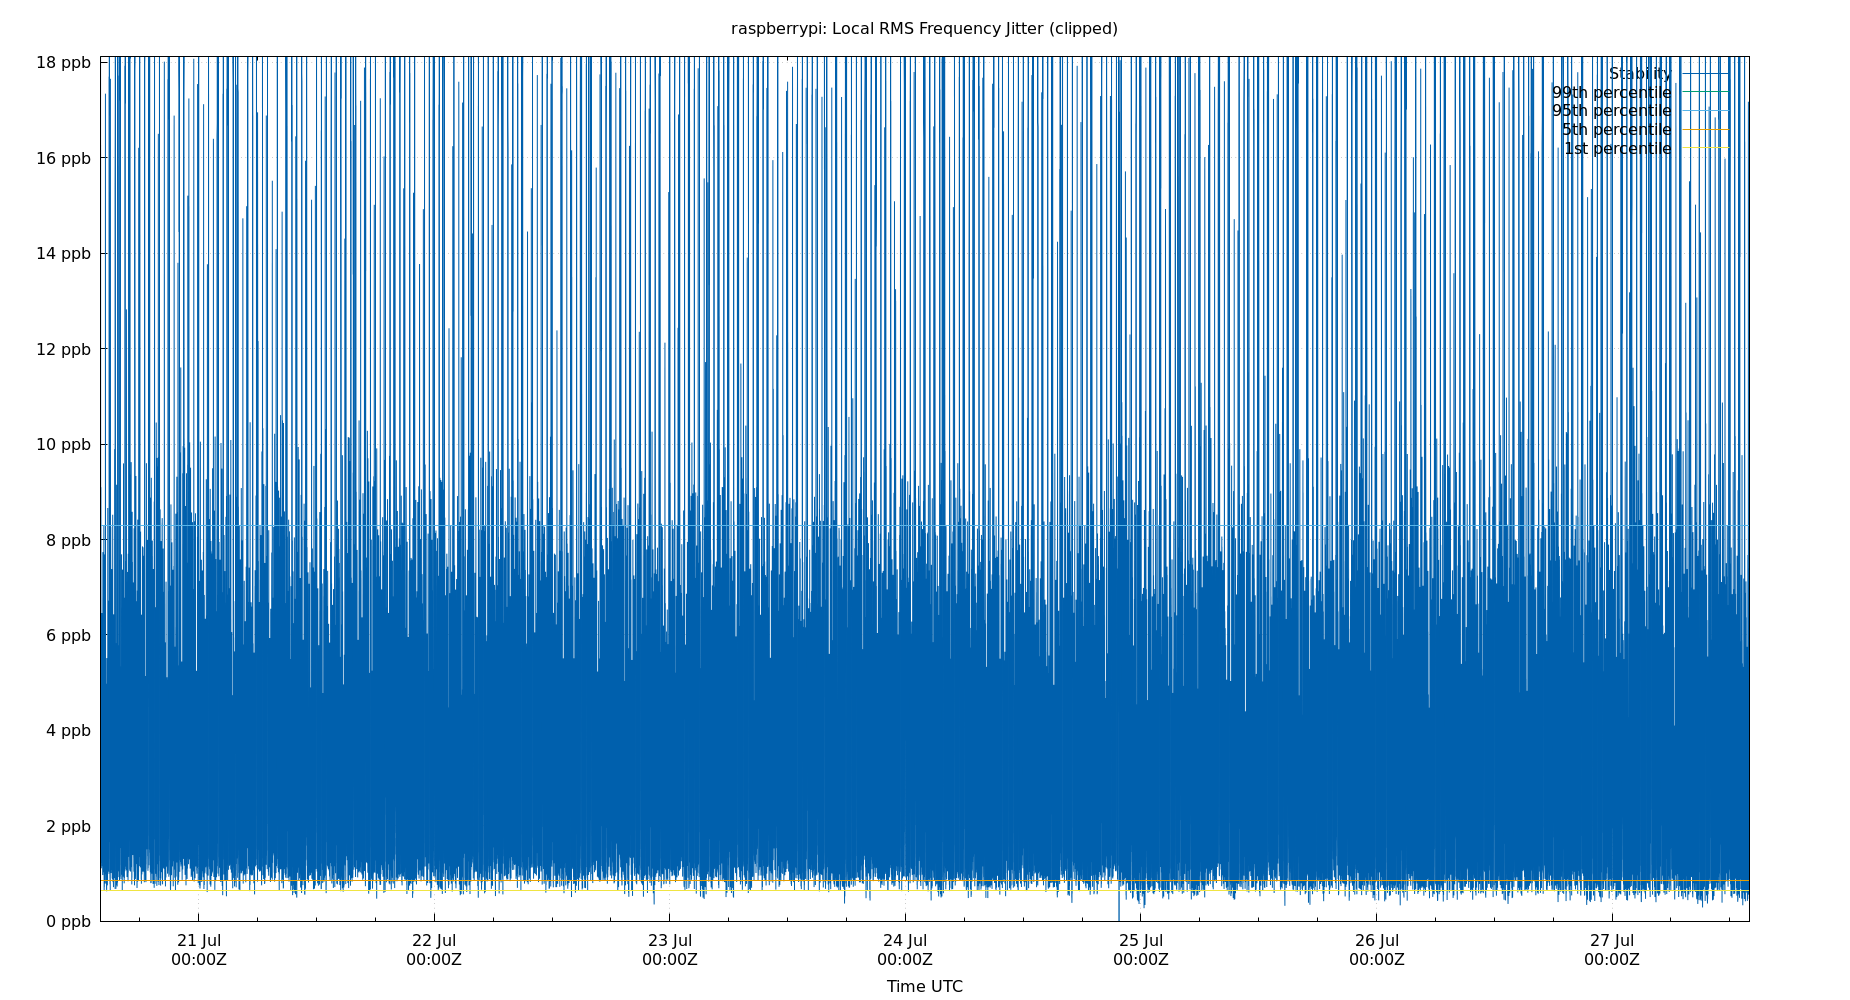 raspberrypi: Local RMS Frequency Jitter (clipped)
18 ppb
16 ppb
14 ppb
12 ppb
10 ppb
8 ppb
6 ppb
4 ppb
2 ppb
0 ppb
Stability
99th percentile
95th percentile
5th percentile
1st percentile
21 Jul
00:00Z
22 Jul
00:00Z
23 Jul
00:00Z
24 Jul
00:00Z
25 Jul
00:00Z
26 Jul
00:00Z
27 Jul
00:00Z
Time UTC